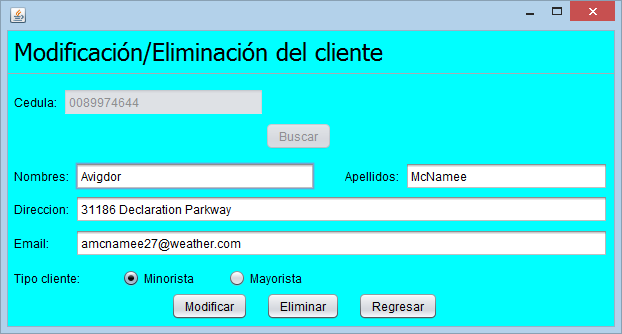 Modificación/Eliminación del cliente
Cedula: 0089974644
Buscar
Nombres: Avigdor Apellidos: McNamee
Direccion: 31186 Declaration Parkway
Email: amcnamee27@weather.com
Tipo cliente: Minorista Mayorista
Modificar Eliminar Regresar